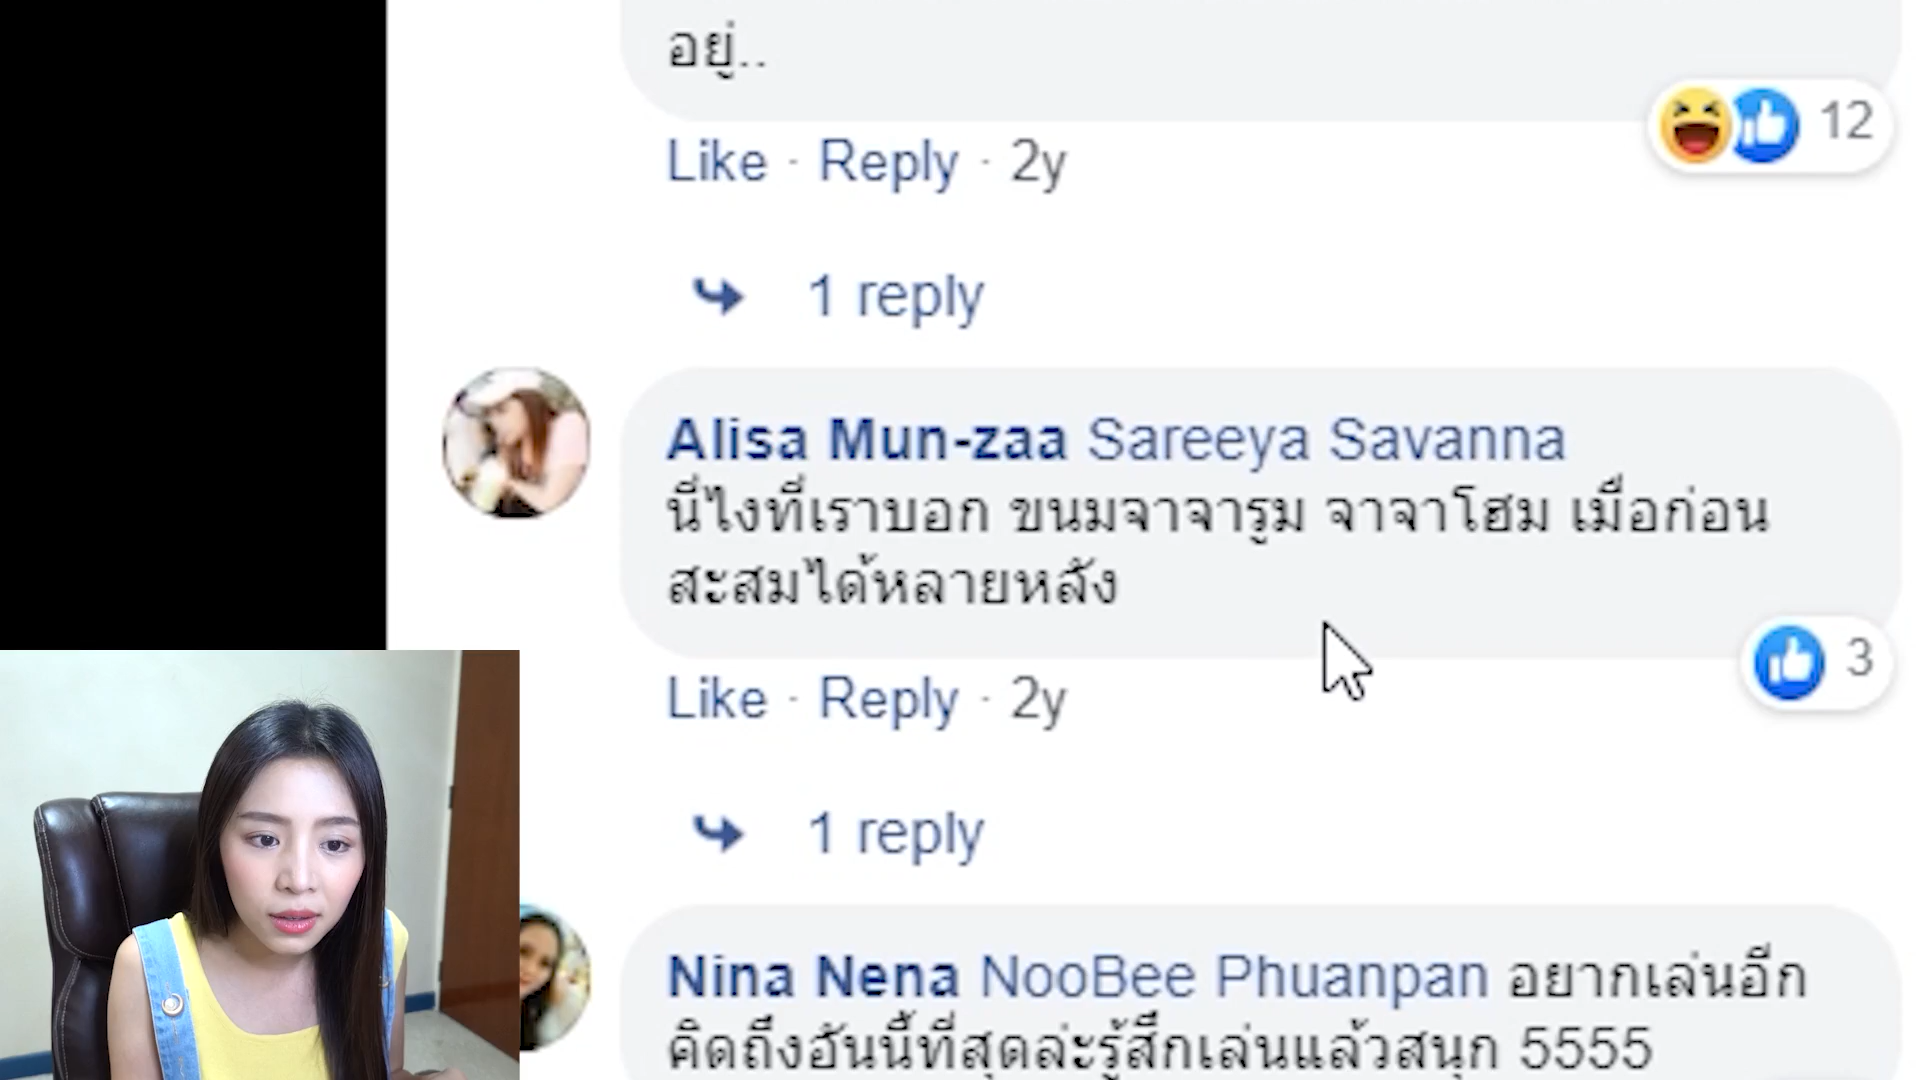 อยู่..
12
Like · Reply · 2y
1 reply
Alisa Mun-zaa Sareeya Savanna
นี่ไงที่เราบอก ขนมจาจารูม จาจาโฮม เมื่อก่อน
สะสมได้หลายหลัง
3
Like · Reply · 2y
1 reply
Nina Nena NooBee Phuanpan อยากเล่นอีก
คิดถึงอันนี้ที่สุดล่ะรู้สึกเล่นแล้วสนุก 5555